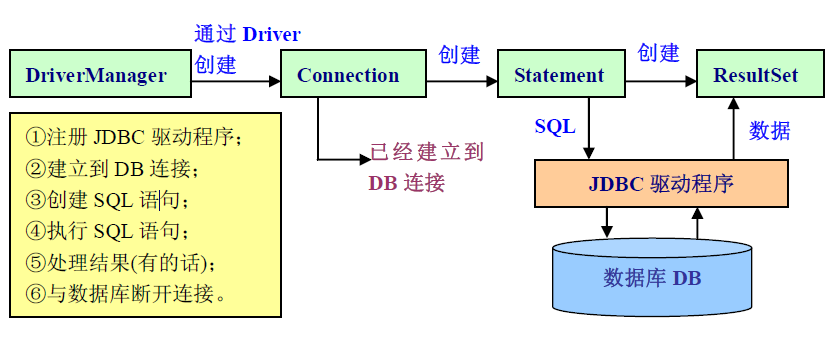 通过 Driver
创建
创建
创建
DriverManager
Connection
Statement
ResultSet
SQL
数据
①注册 JDBC 驱动程序；
②建立到 DB 连接；
③创建 SQL 语句；
④执行 SQL 语句；
⑤处理结果(有的话)；
⑥与数据库断开连接。
已经建立到
DB 连接
JDBC 驱动程序
数据库 DB